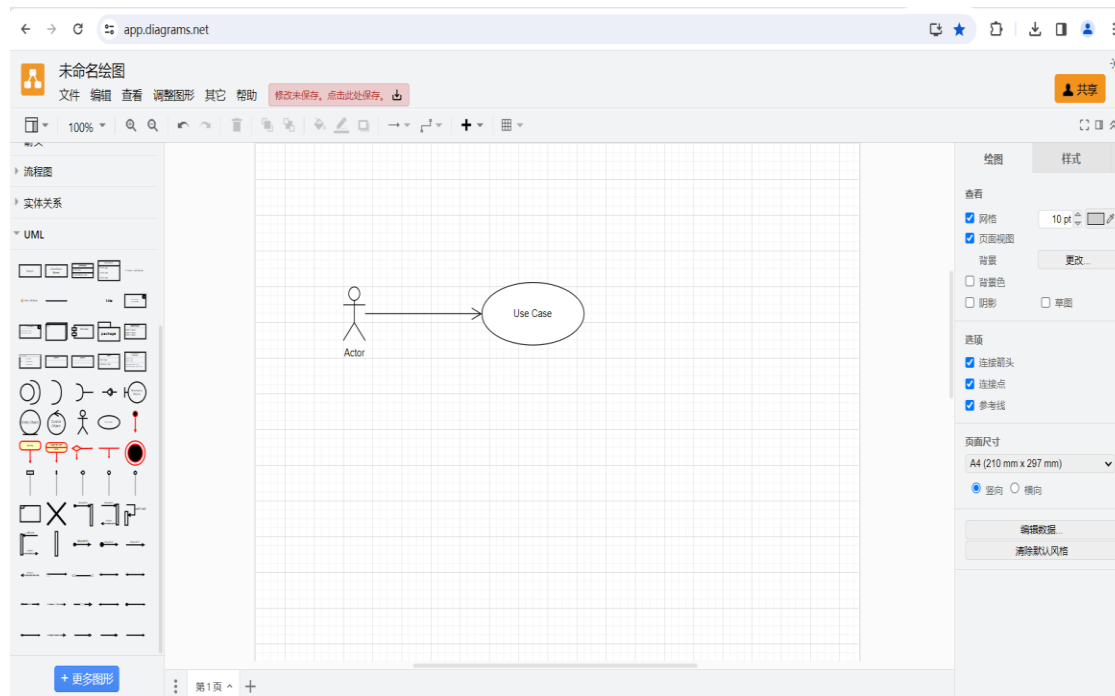 app.diagrams.net
未命名绘图
文件 编辑 查看 调整图形 其它 帮助 修改未保存。点击此处保存。
共享
100%
流程图
实体关系
UML
package
Use Case
Actor
+ 更多图形
第1页
绘图 样式
查看
网格 10 pt
页面视图
背景 更改...
背景色
阴影 草图
选项
连接箭头
连接点
参考线
页面尺寸
A4 (210 mm x 297 mm)
竖向 横向
编辑数据...
清除默认风格